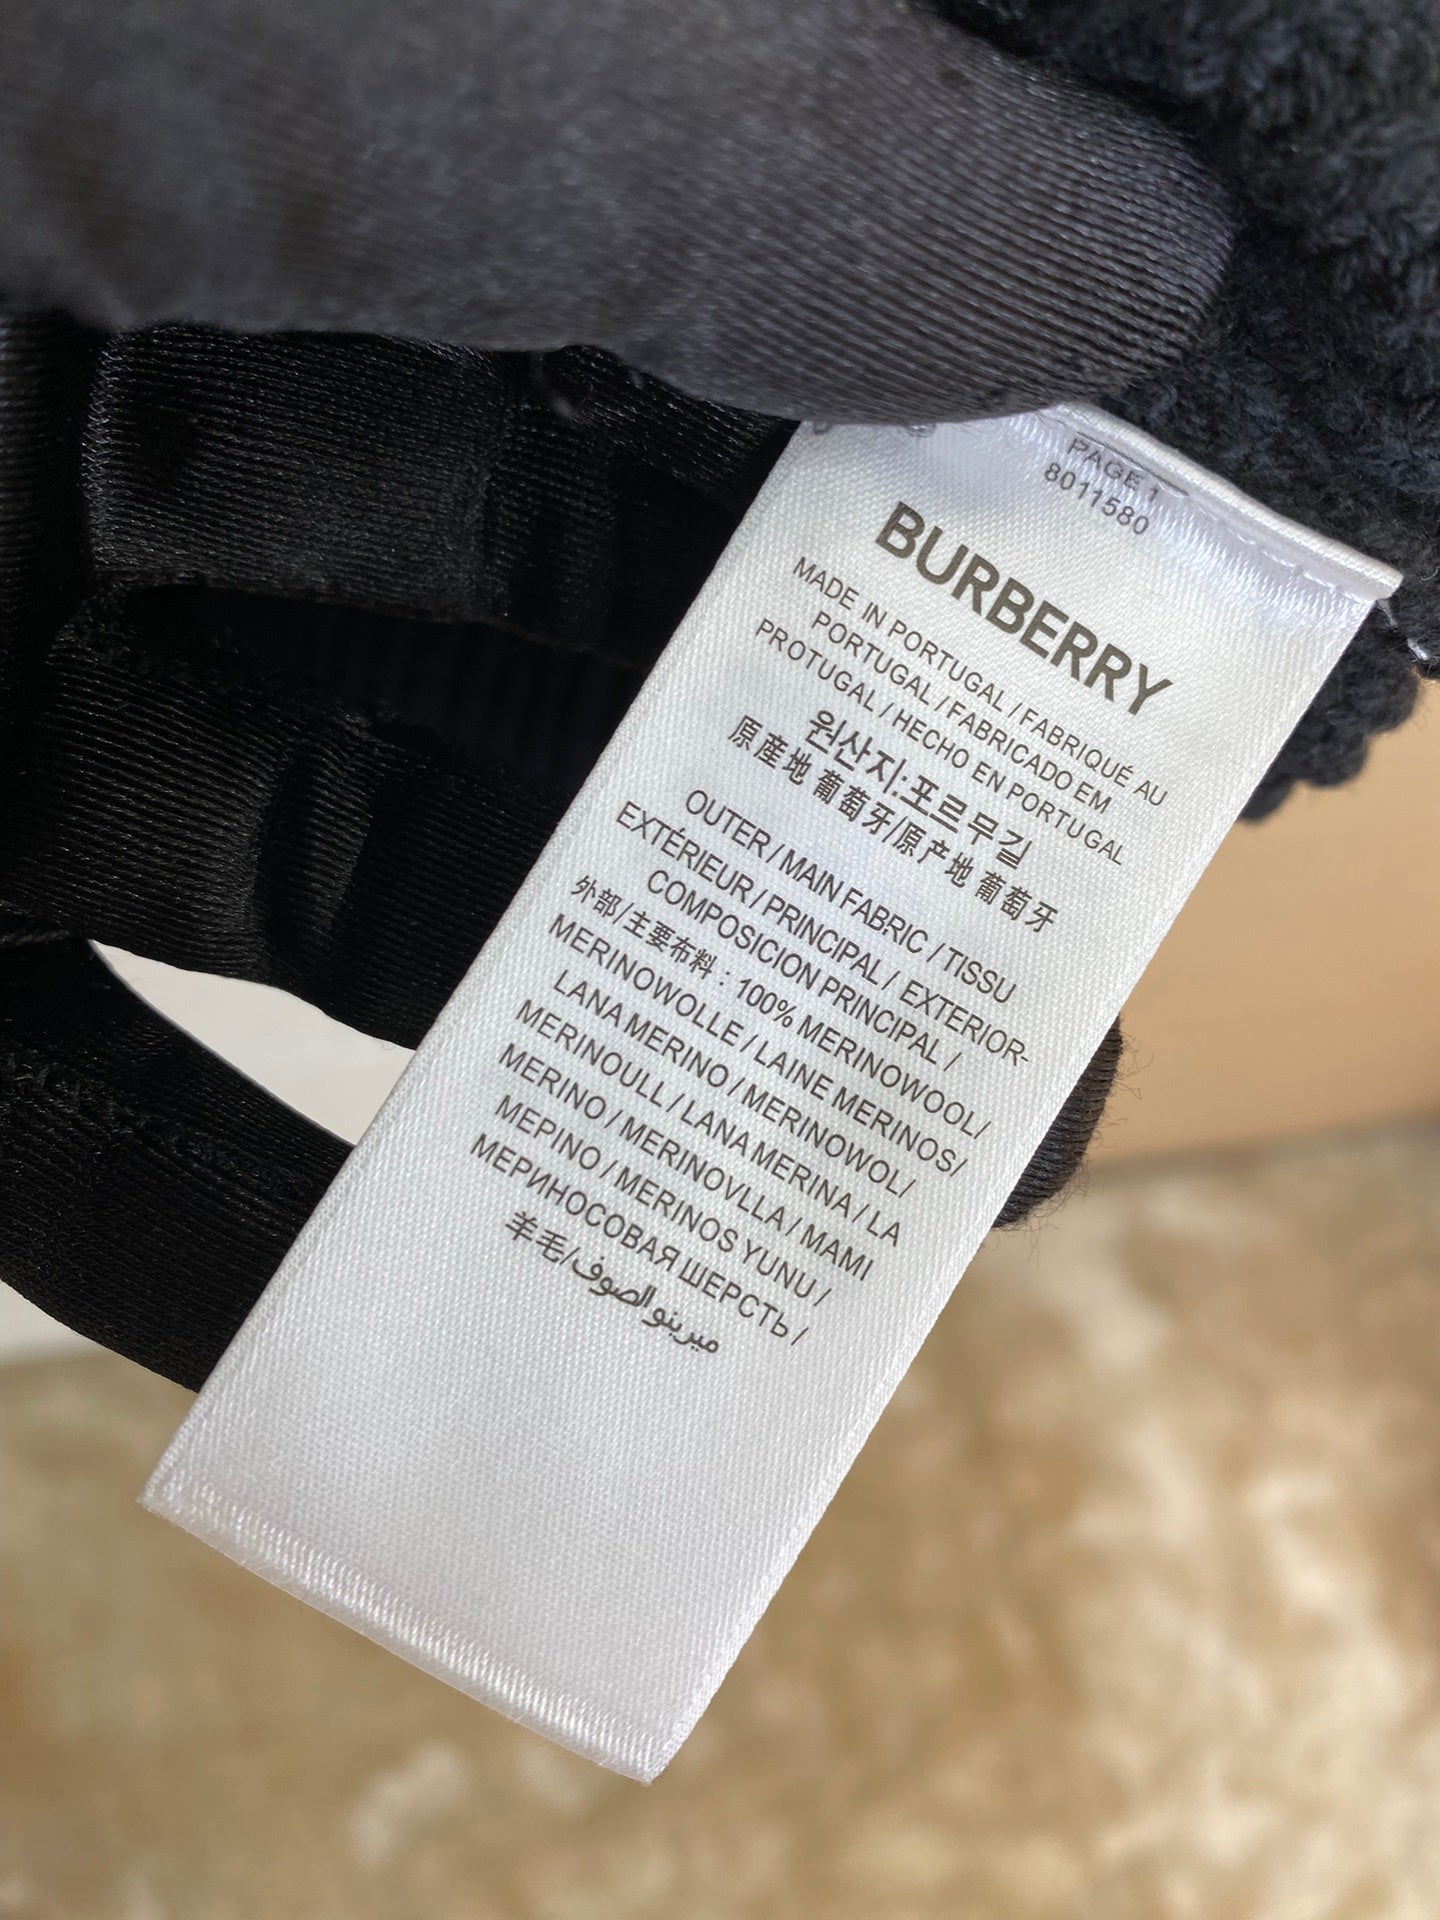 PAGE 1
8011580
BURBERRY
MADE IN PORTUGAL / FABRIQUÉ AU
PORTUGAL / FABRICADO EM
PROTUGAL / HECHO EN PORTUGAL
원산지:포르무길
原産地 葡萄牙/原产地 葡萄牙
OUTER / MAIN FABRIC / TISSU
EXTÉRIEUR / PRINCIPAL / EXTERIOR-
COMPOSICION PRINCIPAL /
外部/主要布料 : 100% MERINOWOOL/
MERINOWOLLE / LAINE MERINOS/
LANA MERINO / MERINOWOL/
MERINOULL / LANA MERINA / LA
MERINO / MERINOVLLA / MAMI
МЕРINO / MERINOS YUNU /
МЕРИНОСОВАЯ ШЕРСТЬ /
羊毛/ميرينو الصوف